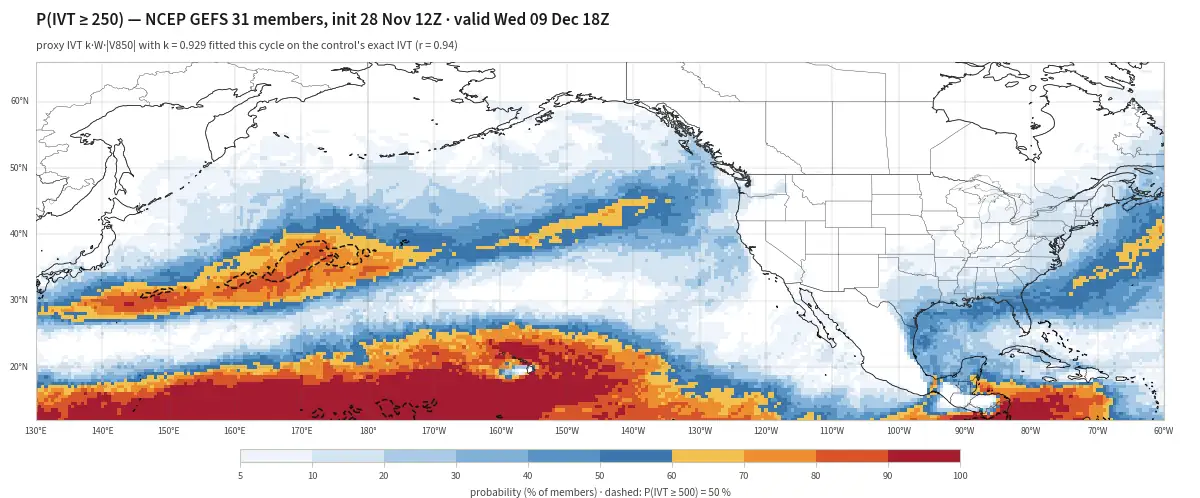 P(IVT ≥ 250) — NCEP GEFS 31 members, init 28 Nov 12Z · valid Wed 09 Dec 18Z
proxy IVT k·W·|V850| with k = 0.929 fitted this cycle on the control's exact IVT (r = 0.94)
60°N
50°N
40°N
30°N
20°N
130°E 140°E 150°E 160°E 170°E 180° 170°W 160°W 150°W 140°W 130°W 120°W 110°W 100°W 90°W 80°W 70°W 60°W
5 10 20 30 40 50 60 70 80 90 100
probability (% of members) · dashed: P(IVT ≥ 500) = 50 %